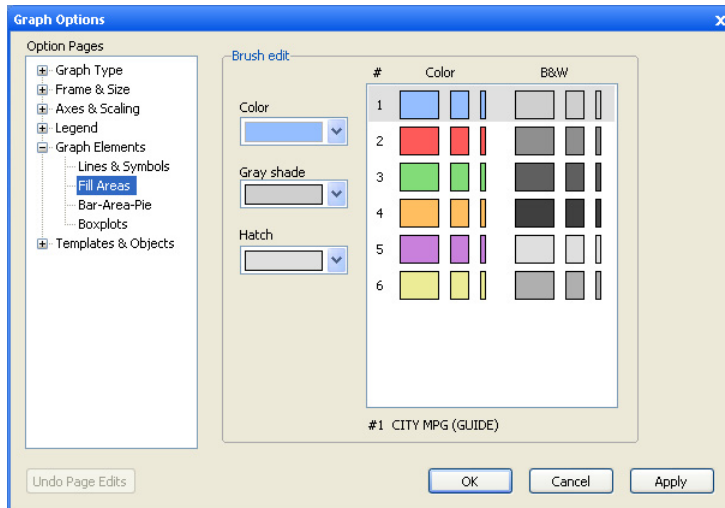 Graph Options
x
Option Pages
Graph Type
Frame & Size
Axes & Scaling
Legend
Graph Elements
Lines & Symbols
Fill Areas
Bar-Area-Pie
Boxplots
Templates & Objects
Brush edit
Color
Gray shade
Hatch
# Color B&W
1
2
3
4
5
6
#1 CITY MPG (GUIDE)
Undo Page Edits
OK
Cancel
Apply